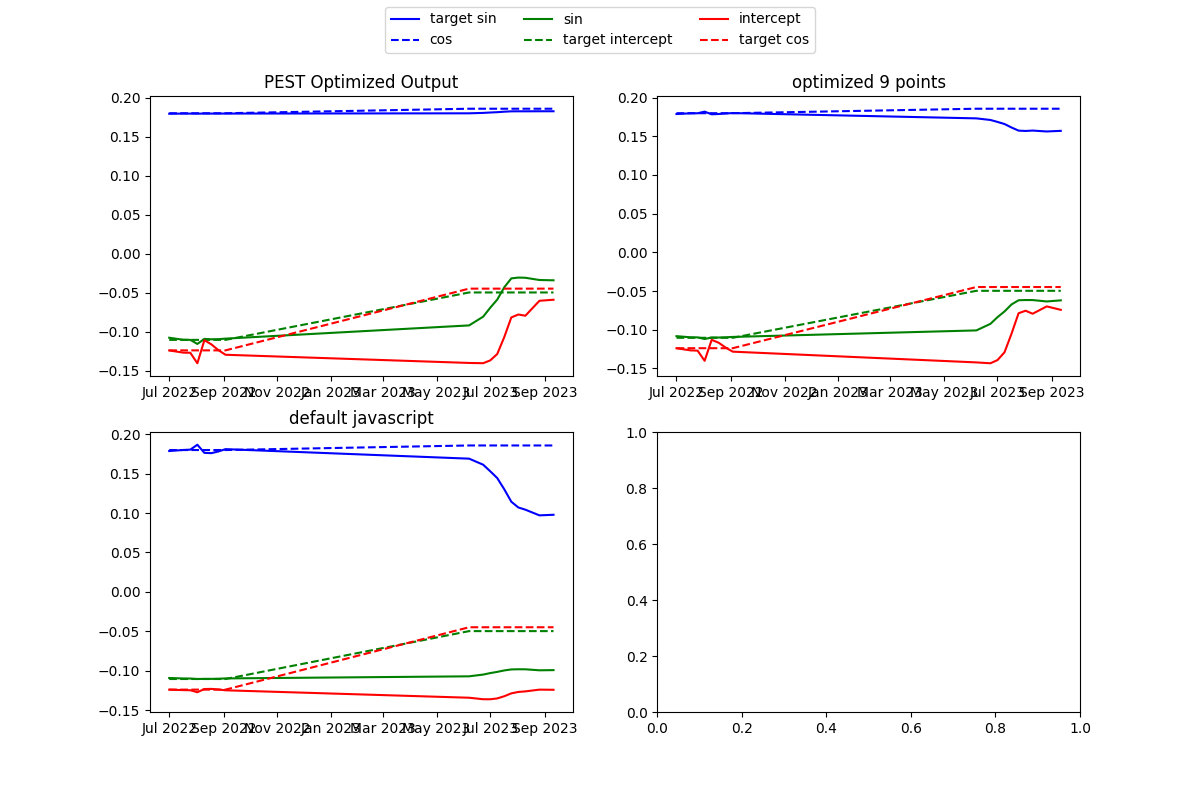 target sin sin intercept
cos target intercept target cos
PEST Optimized Output optimized 9 points
0.20 0.20
0.15 0.15
0.10 0.10
0.05 0.05
0.00 0.00
−0.05 −0.05
−0.10 −0.10
−0.15 −0.15
Jul 2022 Sep 2022 Nov 2022 Jan 2023 Mar 2023 May 2023 Jul 2023 Sep 2023 Jul 2022 Sep 2022 Nov 2022 Jan 2023 Mar 2023 May 2023 Jul 2023 Sep 2023
default javascript
0.20 1.0
0.15 0.8
0.10
0.05 0.6
0.00 0.4
−0.05
−0.10 0.2
−0.15 0.0
Jul 2022 Sep 2022 Nov 2022 Jan 2023 Mar 2023 May 2023 Jul 2023 Sep 2023 0.0 0.2 0.4 0.6 0.8 1.0